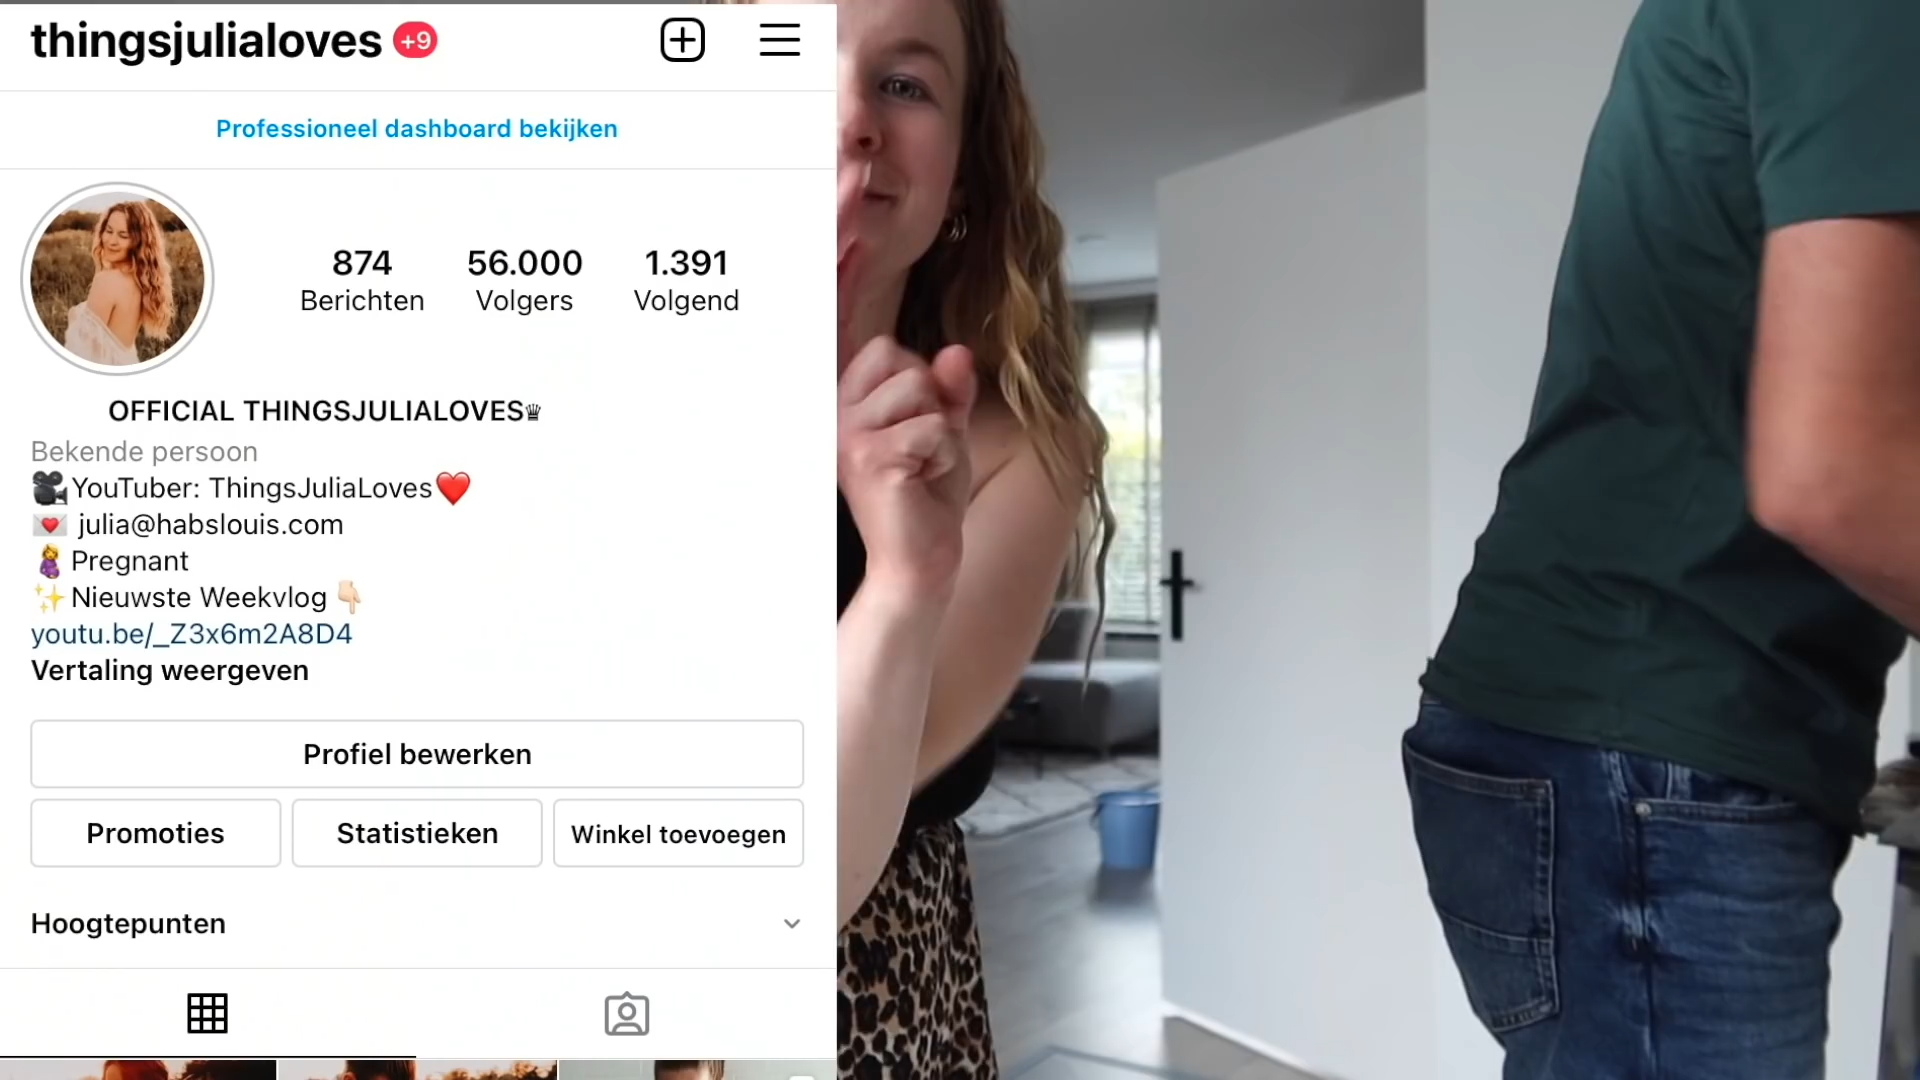 thingsjulialoves +9
Professioneel dashboard bekijken
874 56.000 1.391
Berichten Volgers Volgend
OFFICIAL THINGSJULIALOVES♛
Bekende persoon
🎥YouTuber: ThingsJuliaLoves❤️
💌 julia@habslouis.com
🤰Pregnant
✨Nieuwste Weekvlog👇🏻
youtu.be/_Z3x6m2A8D4
Vertaling weergeven
Profiel bewerken
Promoties Statistieken Winkel toevoegen
Hoogtepunten